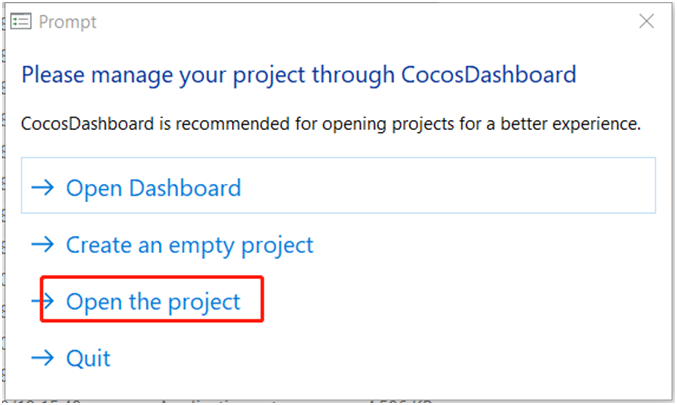 Prompt
Please manage your project through CocosDashboard
CocosDashboard is recommended for opening projects for a better experience.
→ Open Dashboard
→ Create an empty project
→ Open the project
→ Quit